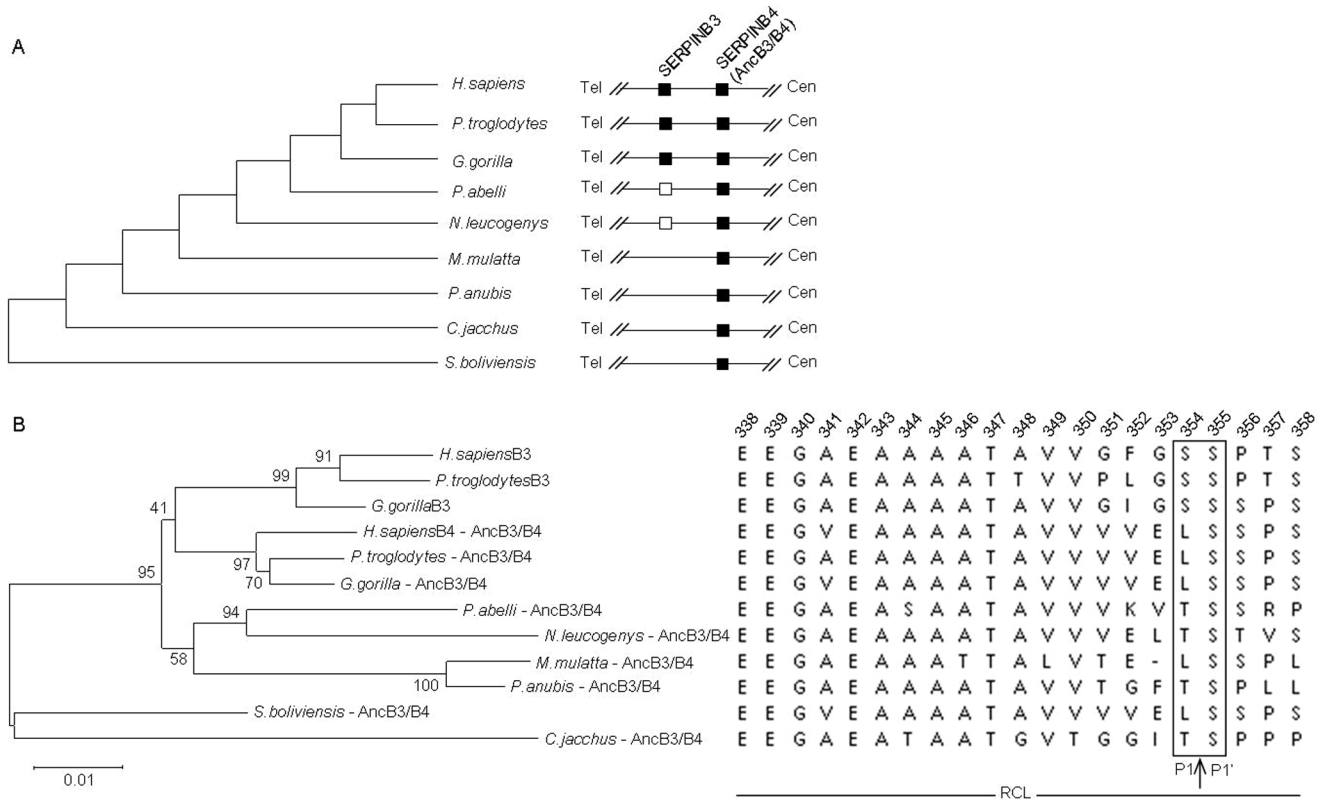 A
SERPINB3
SERPINB4
(AncB3/B4)
H.sapiens Tel Cen
P.troglodytes Tel Cen
G.gorilla Tel Cen
P.abelli Tel Cen
N.leucogenys Tel Cen
M.mulatta Tel Cen
P.anubis Tel Cen
C.jacchus Tel Cen
S.boliviensis Tel Cen
B
338 339 340 341 342 343 344 345 346 347 348 349 350 351 352 353 354 355 356 357 358
91 H.sapiensB3 E E G A E A A A A T A V V G F G S S P T S
99 P.troglodytesB3 E E G A E A A A A T T V V P L G S S P T S
G.gorillaB3 E E G A E A A A A T A V V G I G S S S P S
41 H.sapiensB4 - AncB3/B4 E E G V E A A A A T A V V V V E L S S P S
97 P.troglodytes - AncB3/B4 E E G A E A A A A T A V V V V E L S S P S
70 G.gorilla - AncB3/B4 E E G V E A A A A T A V V V V E L S S P S
95
94 P.abelli - AncB3/B4 E E G A E A S A A T A V V V K V T S S R P
N.leucogenys - AncB3/B4 E E G A E A A A A T A V V V E L T S T V S
58 M.mulatta - AncB3/B4 E E G A E A A A T T A L V T E - L S S P L
100 P.anubis - AncB3/B4 E E G A E A A A A T A V V T G F T S P L L
S.boliviensis - AncB3/B4 E E G V E A A A A T A V V V V E L S S P S
C.jacchus - AncB3/B4 E E G A E A T A A T G V T G G I T S P P P
0.01
P1 P1'
RCL